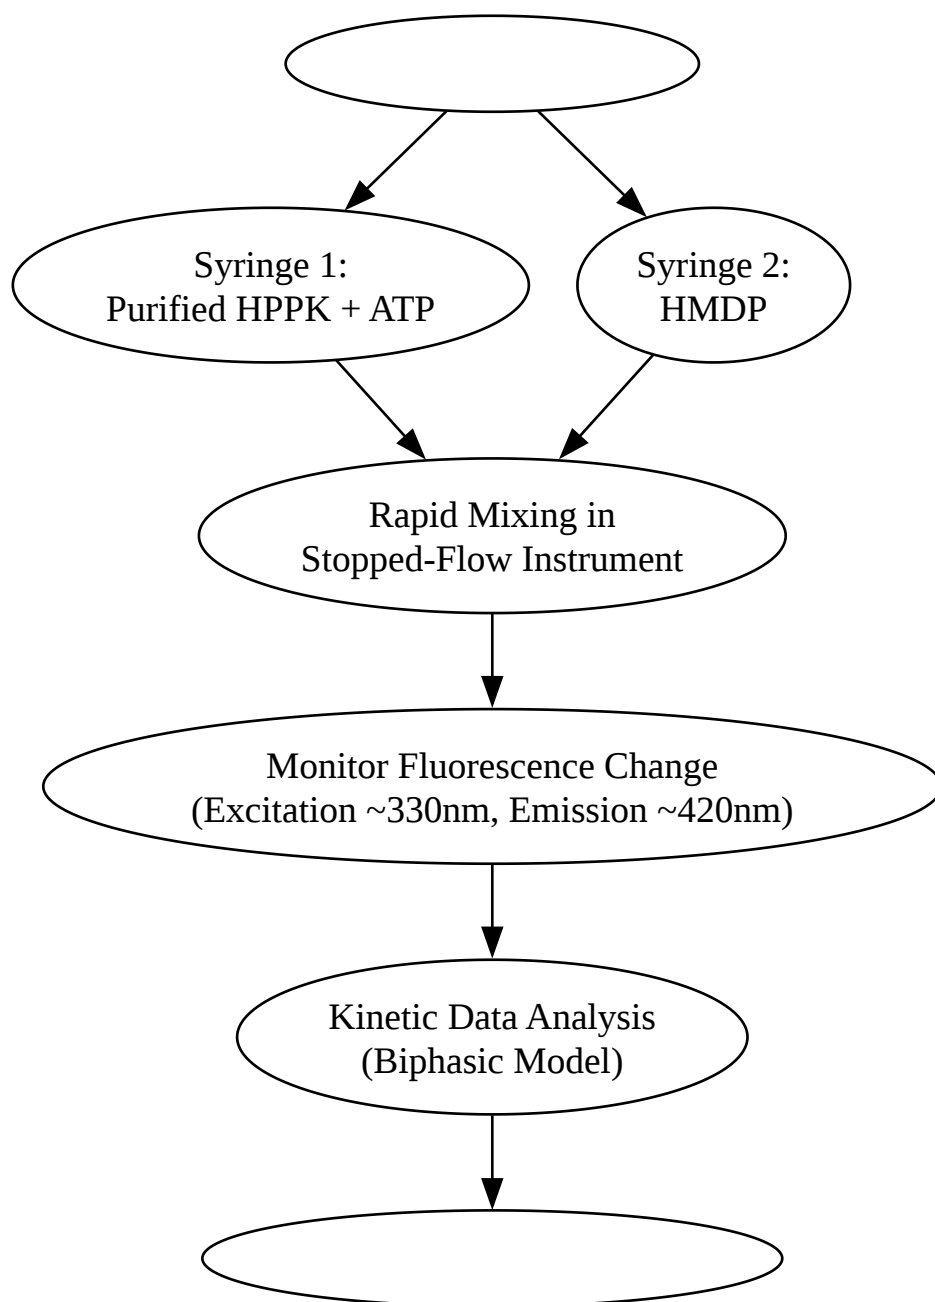 Syringe 1:
Purified HPPK + ATP
Syringe 2:
HMDP
Rapid Mixing in
Stopped-Flow Instrument
Monitor Fluorescence Change
(Excitation ~330nm, Emission ~420nm)
Kinetic Data Analysis
(Biphasic Model)